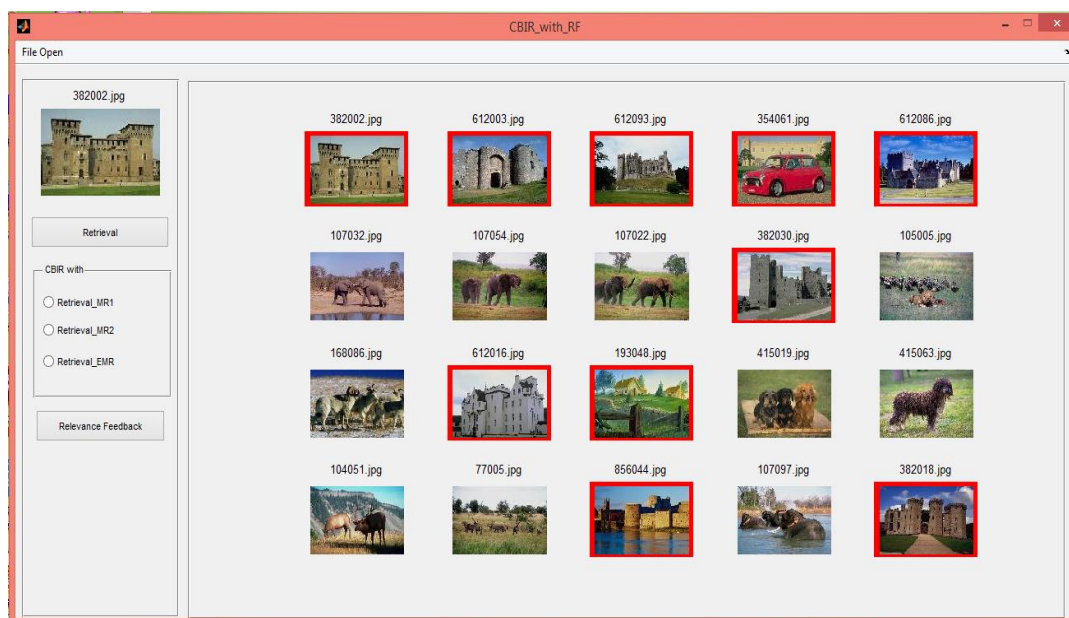 CBIR_with_RF
File Open
382002.jpg
Retrieval
CBIR with
Retrieval_MR1
Retrieval_MR2
Retrieval_EMR
Relevance Feedback
382002.jpg 612003.jpg 612093.jpg 354061.jpg 612086.jpg
107032.jpg 107054.jpg 107022.jpg 382030.jpg 105005.jpg
168086.jpg 612016.jpg 193048.jpg 415019.jpg 415063.jpg
104051.jpg 77005.jpg 856044.jpg 107097.jpg 382018.jpg